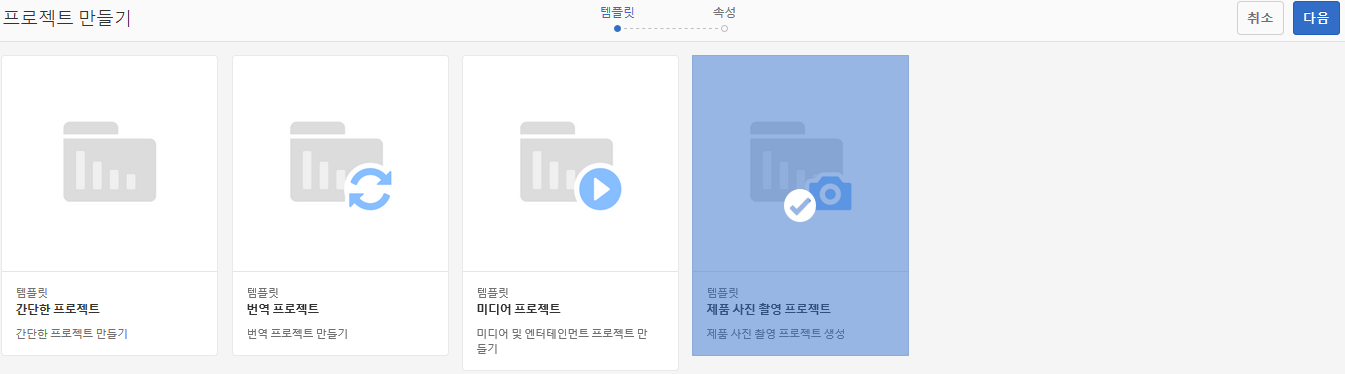 프로젝트 만들기
템플릿
속성
취소
다음
템플릿
간단한 프로젝트
간단한 프로젝트 만들기
템플릿
번역 프로젝트
번역 프로젝트 만들기
템플릿
미디어 프로젝트
미디어 및 엔터테인먼트 프로젝트 만
들기
템플릿
제품 사진 촬영 프로젝트
제품 사진 촬영 프로젝트 생성